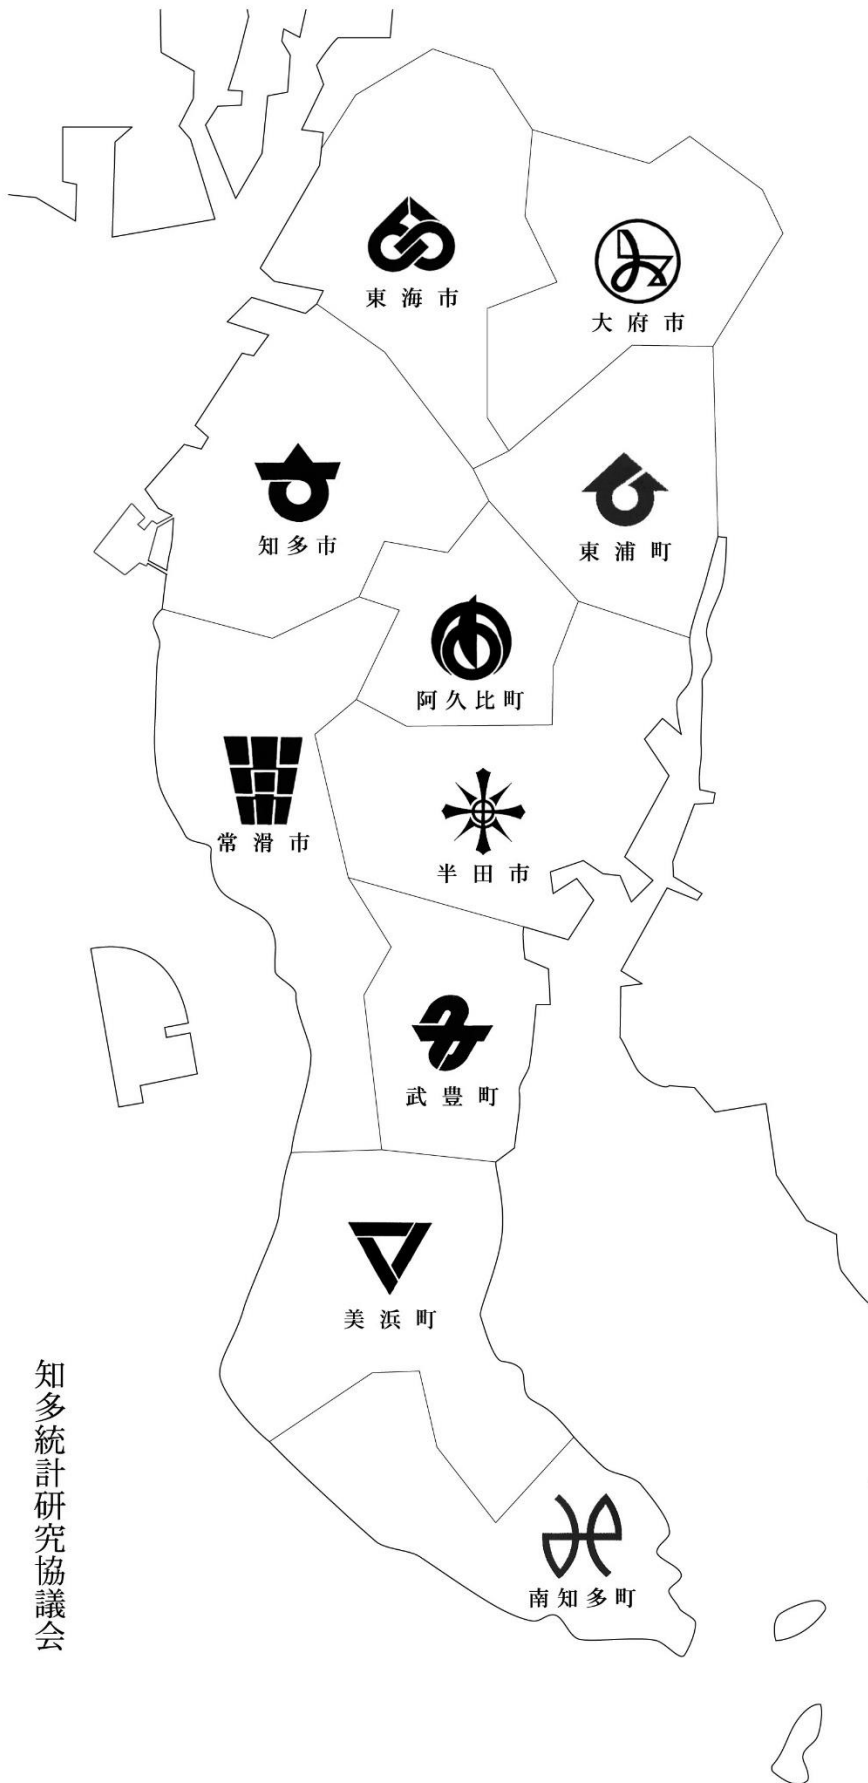 東海市
大府市
知多市
東浦町
阿久比町
常滑市
半田市
武豊町
美浜町
南知多町
知多統計研究協議会